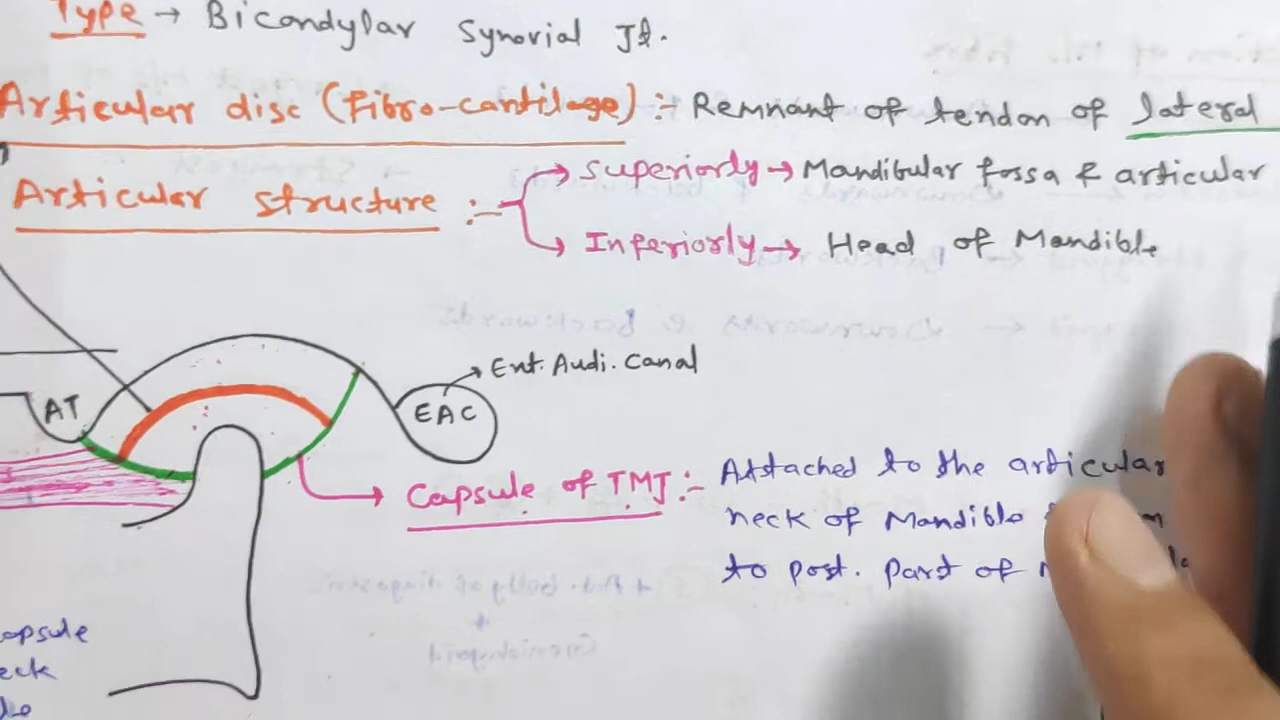 Type → Bicondylar Synovial Jt.
Articular disc (Fibro-cartilage) :- Remnant of tendon of lateral
Articular structure :-
→ Superiorly → Mandibular fossa & articular
→ Inferiorly → Head of Mandible
→ Ext. Audi. Canal
AT
EAC
→ Capsule of TMJ :- Attached to the articular
neck of Mandible
to post. part of
apsule
eck
le